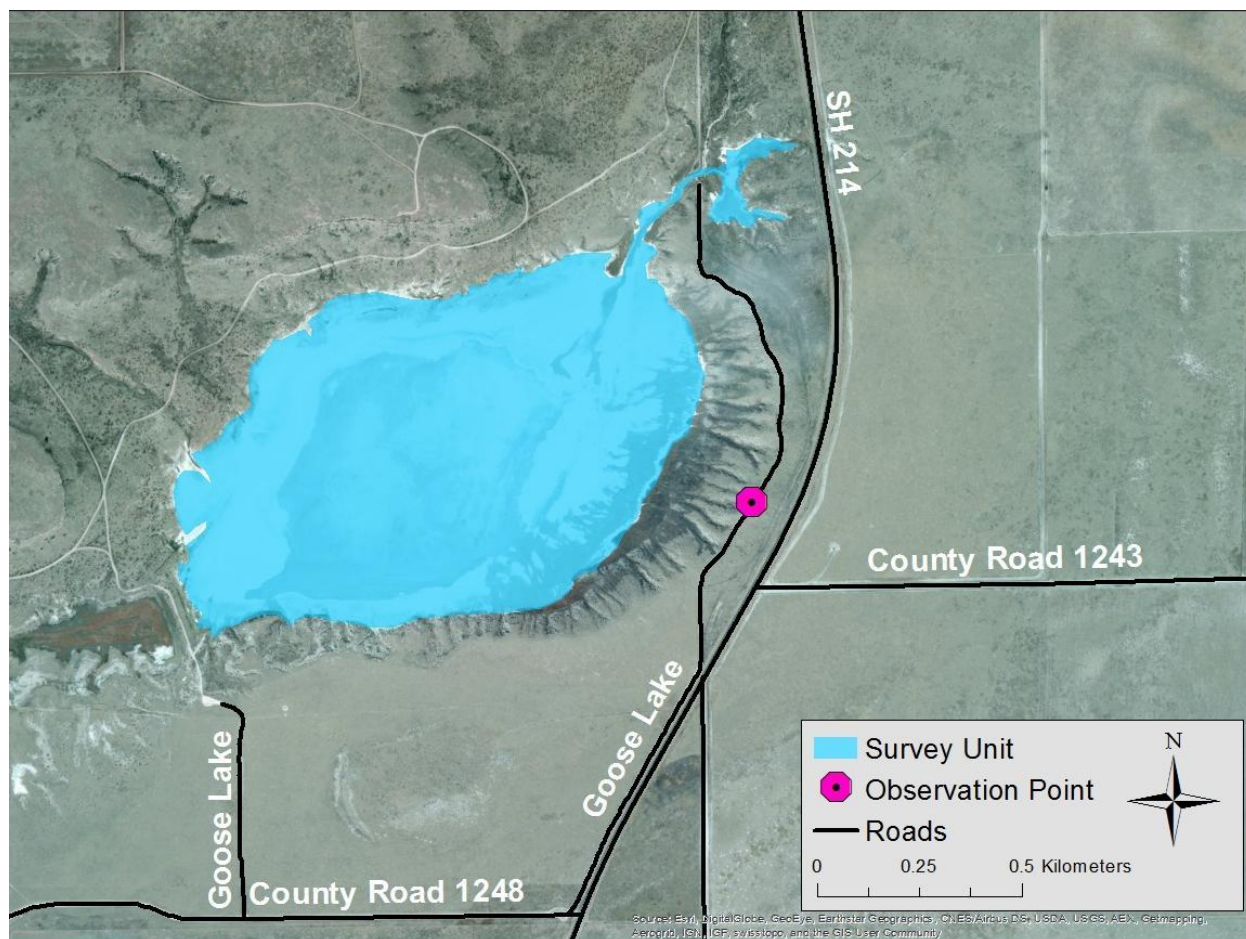 SH 214
County Road 1243
Goose Lake
Goose Lake
County Road 1248
N
Survey Unit
Observation Point
Roads
0 0.25 0.5 Kilometers
Source: Esri, DigitalGlobe, GeoEye, Earthstar Geographics, CNES/Airbus DS, USDA, USGS, AEX, Getmapping,
Aerogrid, IGN, IGP, swisstopo, and the GIS User Community